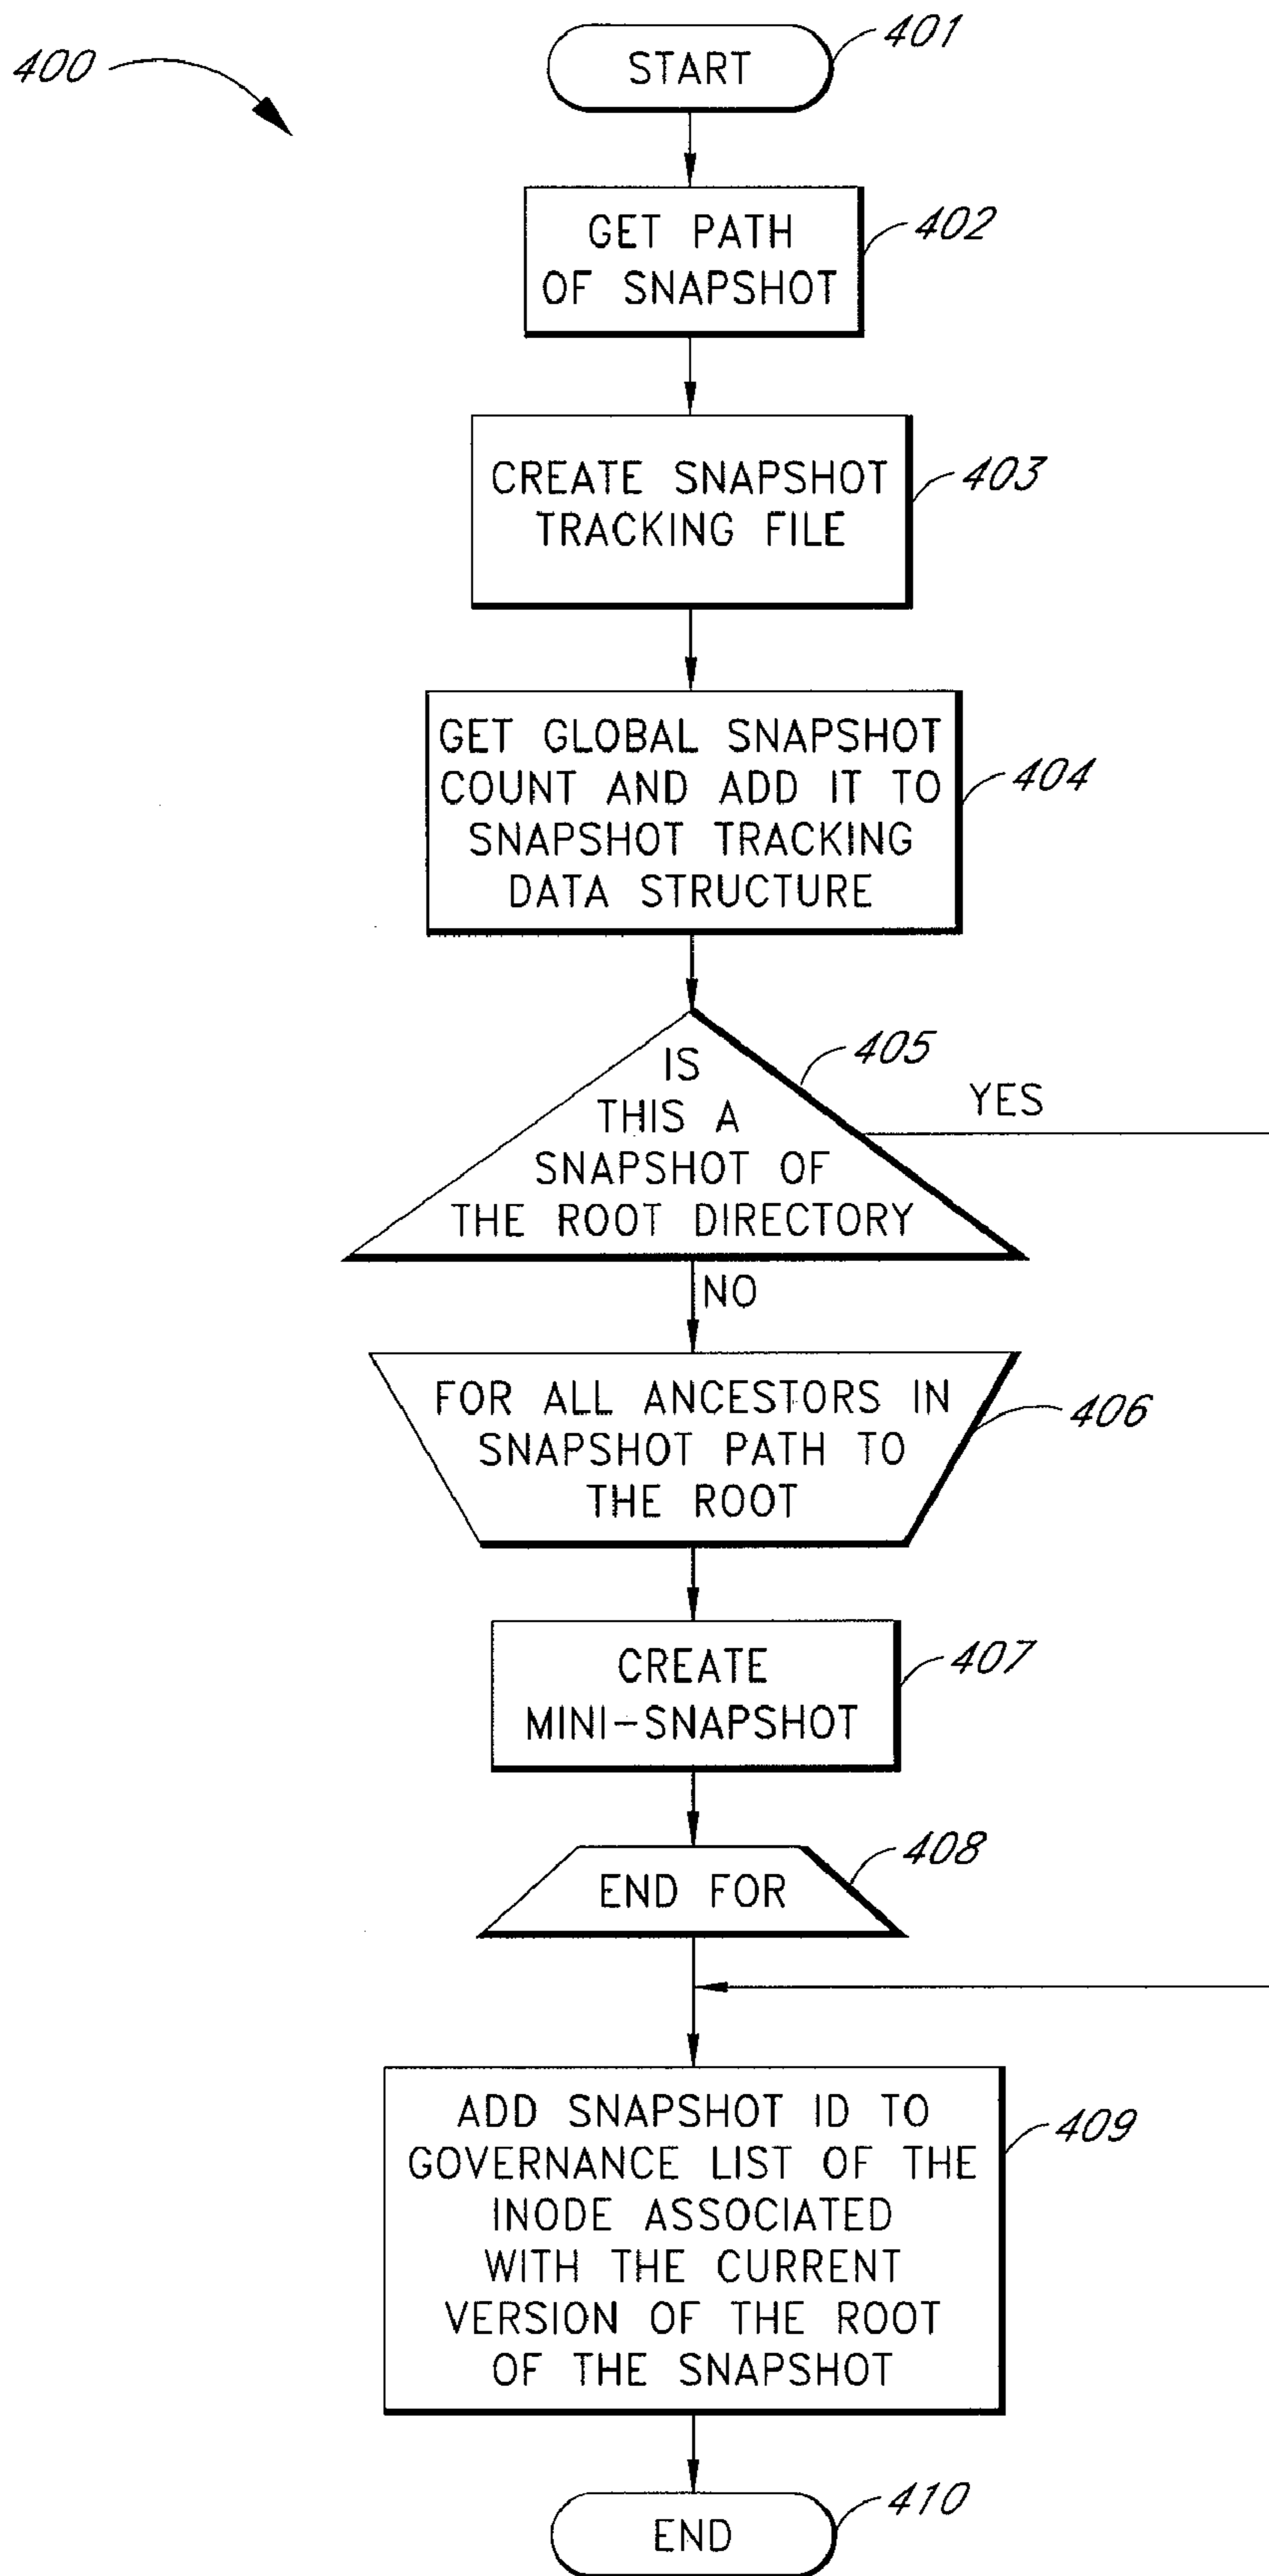 400
START
401
GET PATH
OF SNAPSHOT
402
CREATE SNAPSHOT
TRACKING FILE
403
GET GLOBAL SNAPSHOT
COUNT AND ADD IT TO
SNAPSHOT TRACKING
DATA STRUCTURE
404
IS
THIS A
SNAPSHOT OF
THE ROOT DIRECTORY
405
YES
NO
FOR ALL ANCESTORS IN
SNAPSHOT PATH TO
THE ROOT
406
CREATE
MINI-SNAPSHOT
407
END FOR
408
ADD SNAPSHOT ID TO
GOVERNANCE LIST OF THE
INODE ASSOCIATED
WITH THE CURRENT
VERSION OF THE ROOT
OF THE SNAPSHOT
409
END
410